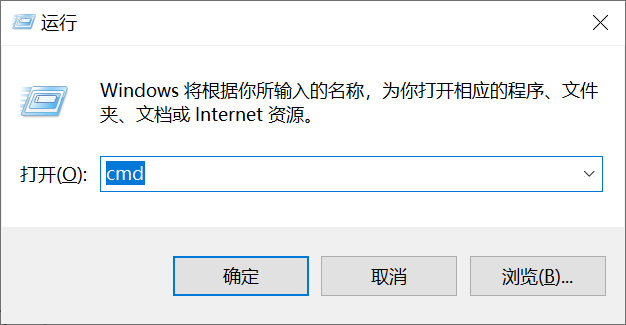 运行
Windows 将根据你所输入的名称，为你打开相应的程序、文件
夹、文档或 Internet 资源。
打开(O): cmd
确定 取消 浏览(B)...